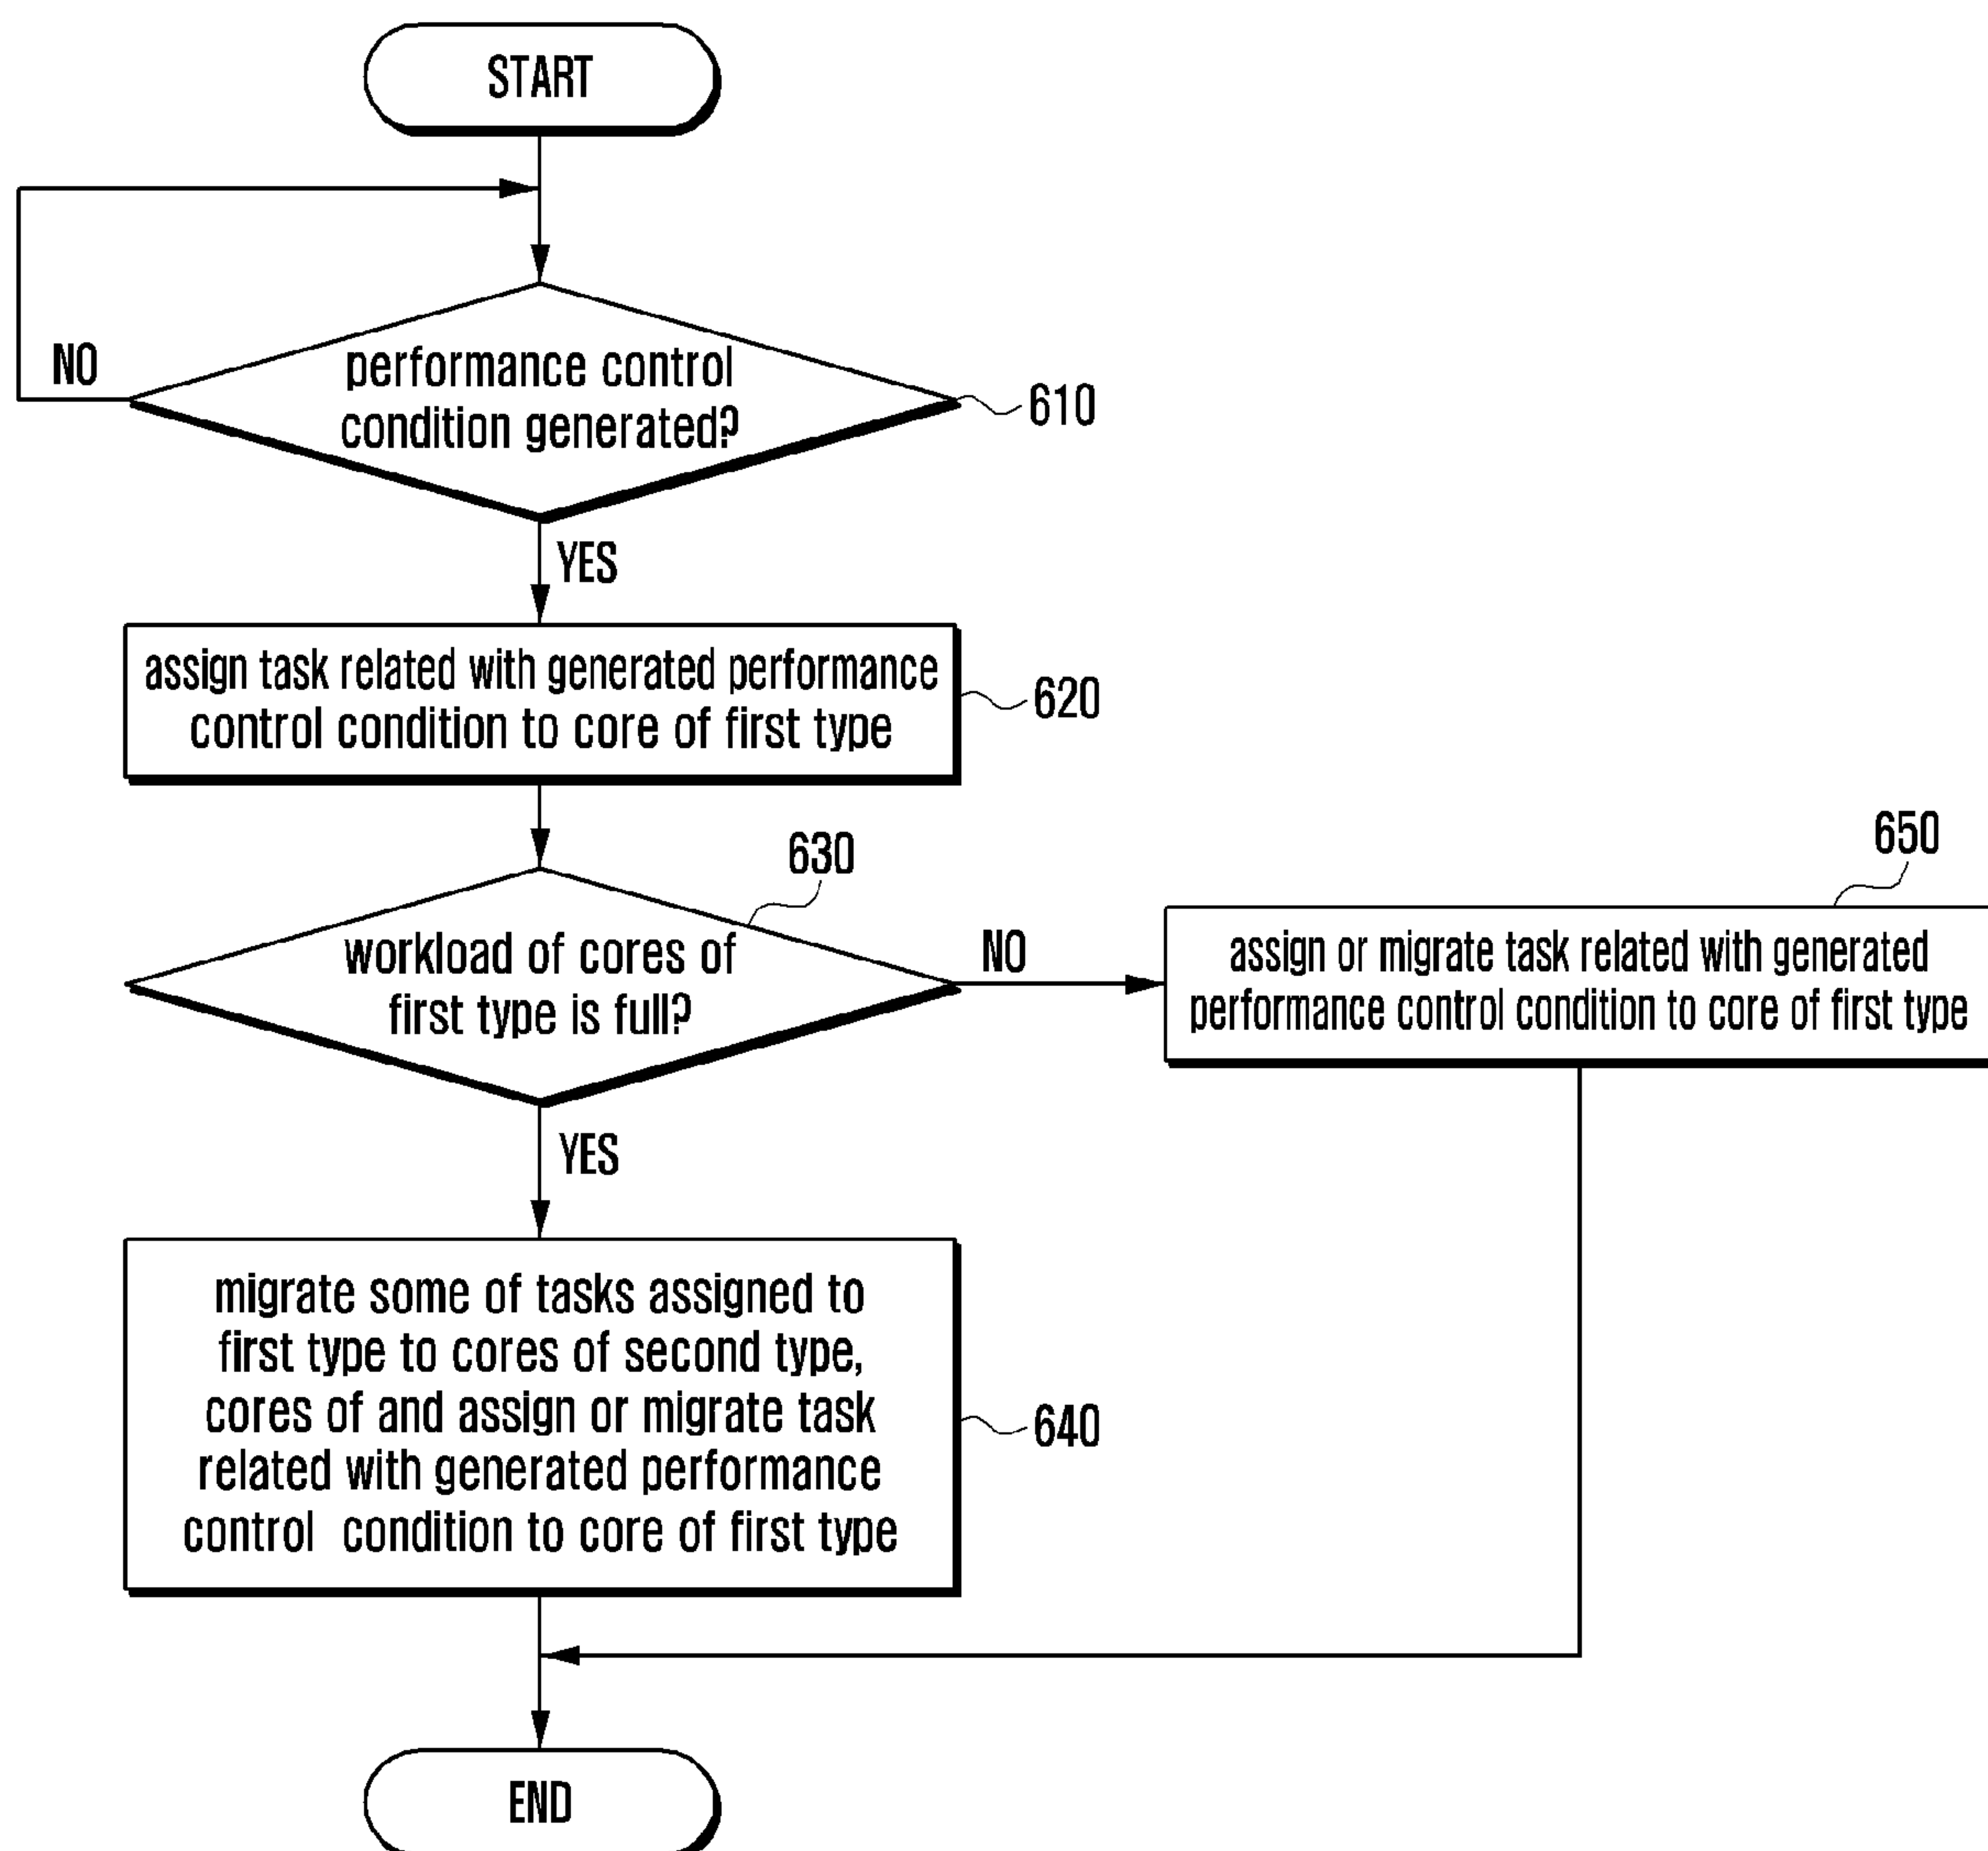 START
NO
performance control
condition generated?
610
YES
assign task related with generated performance
control condition to core of first type
620
630
workload of cores of
first type is full?
NO
650
assign or migrate task related with generated
performance control condition to core of first type
YES
migrate some of tasks assigned to
first type to cores of second type,
cores of and assign or migrate task
related with generated performance
control condition to core of first type
640
END